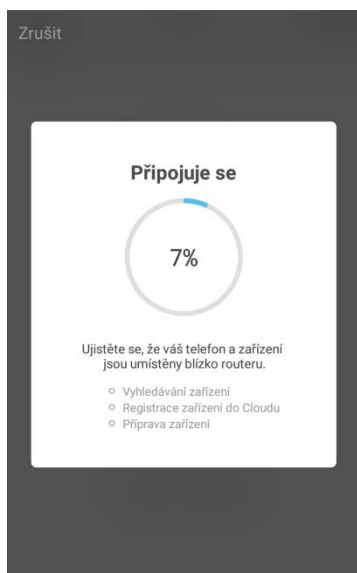 Zrušit
Připojuje se
7%
Ujistěte se, že váš telefon a zařízení
jsou umístěny blízko routeru.
Vyhledávání zařízení
Registrace zařízení do Cloudu
Příprava zařízení